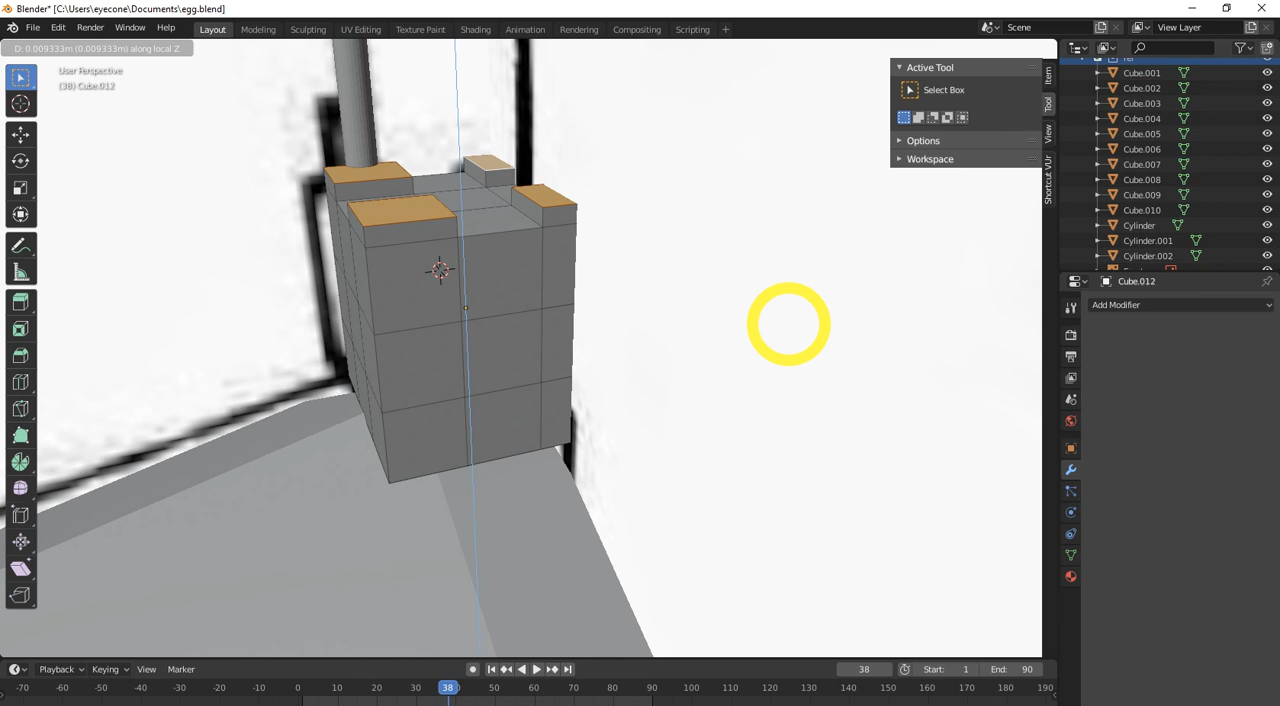 Blender* [C:\Users\eyecone\Documents\egg.blend]
File Edit Render Window Help Layout Modeling Sculpting UV Editing Texture Paint Shading Animation Rendering Compositing Scripting + Scene View Layer
D: 0.009333m (0.009333m) along local Z
User Perspective
(38) Cube.012
Active Tool
Select Box
Options
Workspace
Item
Tool
View
Shortcut VUr
Cube.001
Cube.002
Cube.003
Cube.004
Cube.005
Cube.006
Cube.007
Cube.008
Cube.009
Cube.010
Cylinder
Cylinder.001
Cylinder.002
Cube.012
Add Modifier
Playback Keying View Marker 38 Start: 1 End: 90
-70 -60 -50 -40 -30 -20 -10 0 10 20 30 38 50 60 70 80 90 100 110 120 130 140 150 160 170 180 190